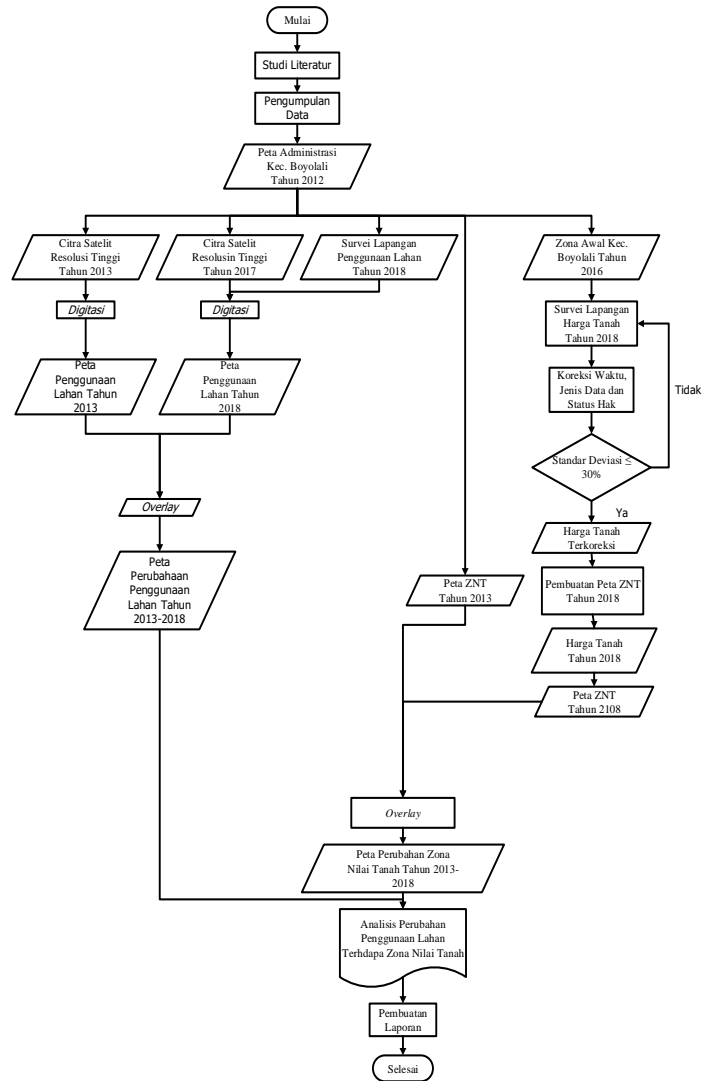 Mulai
Studi Literatur
Pengumpulan
Data
Peta Administrasi
Kec. Boyolali
Tahun 2012
Citra Satelit
Resolusi Tinggi
Tahun 2013
Citra Satelit
Resolusin Tinggi
Tahun 2017
Survei Lapangan
Penggunaan Lahan
Tahun 2018
Zona Awal Kec.
Boyolali Tahun
2016
Digitasi
Digitasi
Survei Lapangan
Harga Tanah
Tahun 2018
Peta
Penggunaan
Lahan Tahun
2013
Peta
Penggunaan
Lahan Tahun
2018
Koreksi Waktu,
Jenis Data dan
Status Hak
Tidak
Standar Deviasi ≤
30%
Ya
Overlay
Harga Tanah
Terkoreksi
Peta
Perubahaan
Penggunaan
Lahan Tahun
2013-2018
Peta ZNT
Tahun 2013
Pembuatan Peta ZNT
Tahun 2018
Harga Tanah
Tahun 2018
Peta ZNT
Tahun 2108
Overlay
Peta Perubahan Zona
Nilai Tanah Tahun 2013-
2018
Analisis Perubahan
Penggunaan Lahan
Terhdapa Zona Nilai Tanah
Pembuatan
Laporan
Selesai